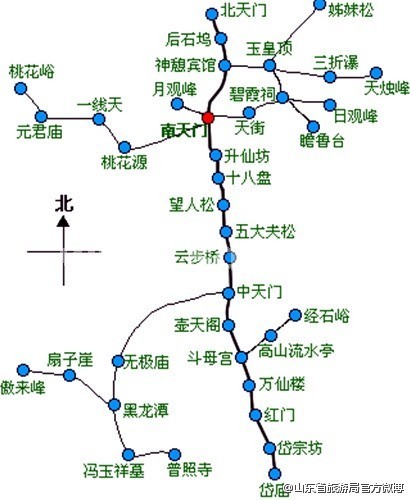 北天门
姊妹松
后石坞
玉皇顶
神憩宾馆
三折瀑
桃花峪
月观峰
碧霞祠
天烛峰
一线天
元君庙
南天门
天街
日观峰
瞻鲁台
桃花源
升仙坊
十八盘
北
望人松
五大夫松
云步桥
中天门
经石峪
壶天阁
高山流水亭
扇子崖
无极庙
斗母宫
傲来峰
万仙楼
黑龙潭
红门
冯玉祥墓
普照寺
岱宗坊
岱庙
@山东省旅游局官方微博